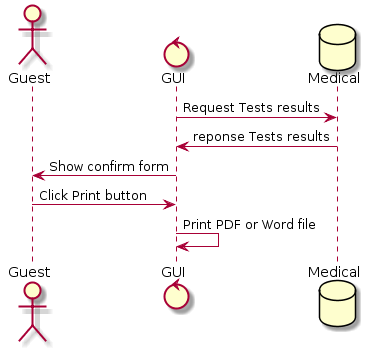 Guest GUI Medical
Request Tests results
reponse Tests results
Show confirm form
Click Print button
Print PDF or Word file
Guest GUI Medical